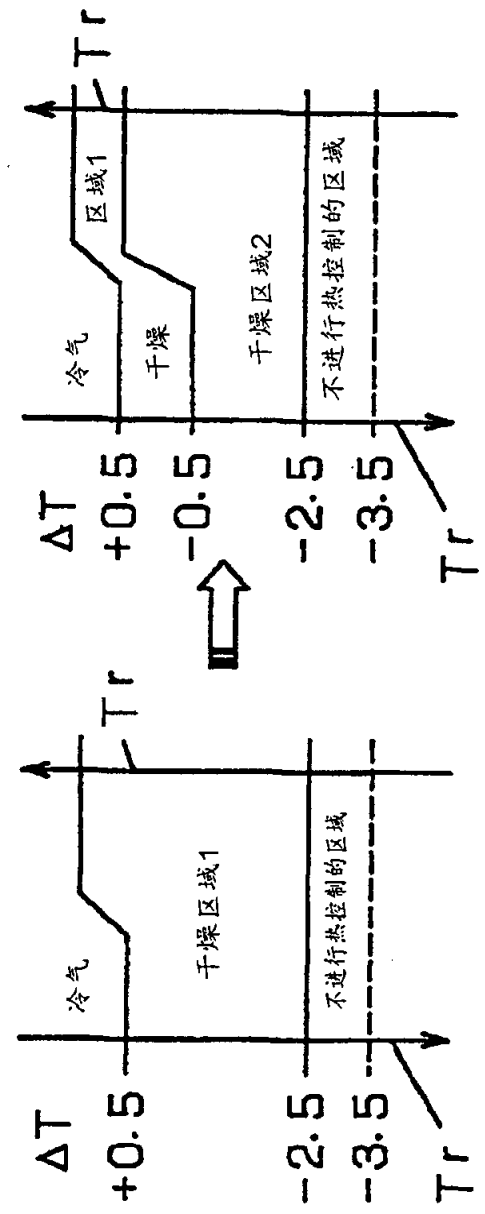 ΔT
+0.5
-2.5
-3.5
Tr
冷气
干燥区域1
不进行热控制的区域
Tr
ΔT
+0.5
-0.5
-2.5
-3.5
Tr
冷气
干燥
区域1
干燥区域2
不进行热控制的区域
Tr